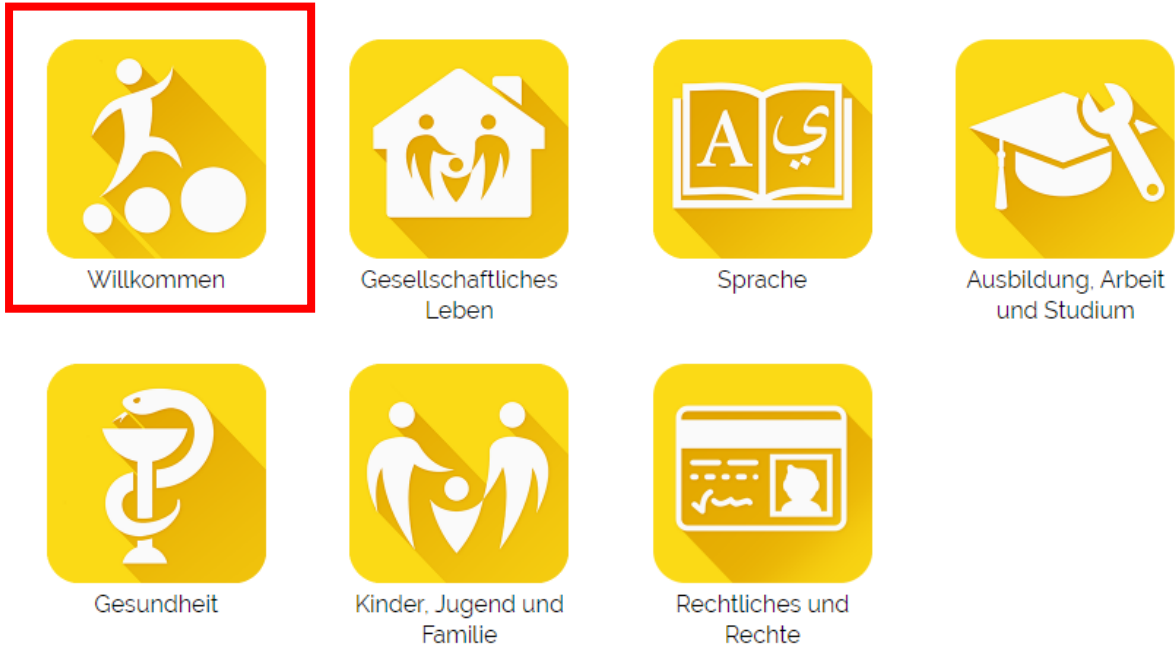 A ي
Willkommen
Gesellschaftliches
Leben
Sprache
Ausbildung, Arbeit
und Studium
Gesundheit
Kinder, Jugend und
Familie
Rechtliches und
Rechte